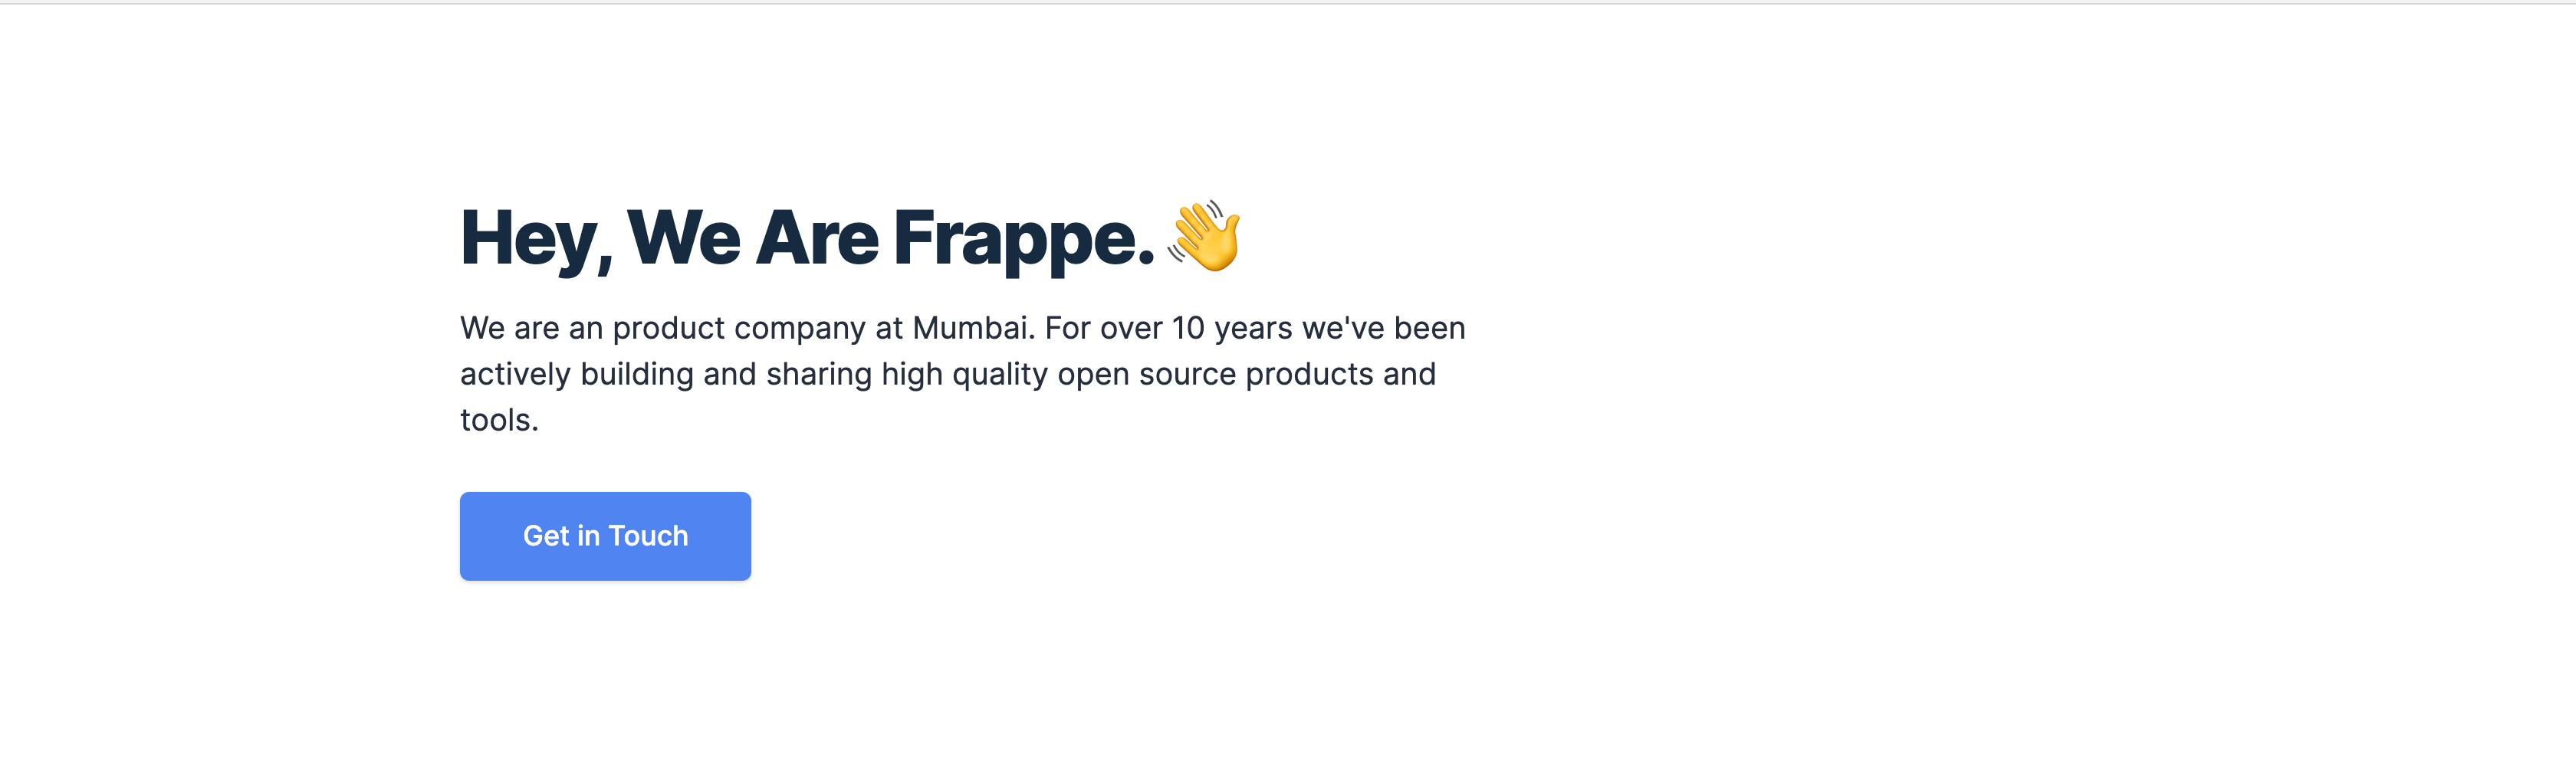 Hey, We Are Frappe. 👋
We are an product company at Mumbai. For over 10 years we've been
actively building and sharing high quality open source products and
tools.
Get in Touch